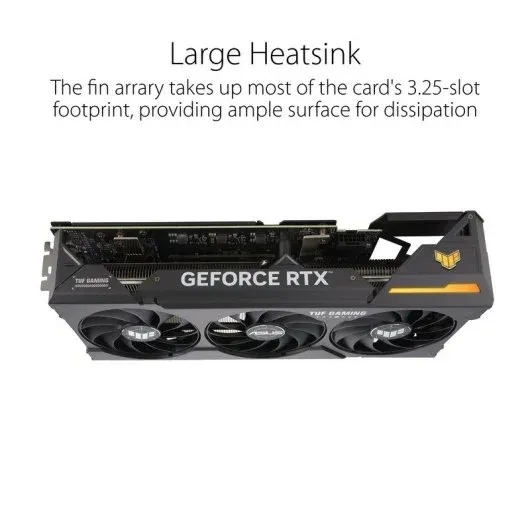 Large Heatsink
The fin arrary takes up most of the card's 3.25-slot
footprint, providing ample surface for dissipation
GEFORCE RTX™
TUF GAMING
TUF GAMING